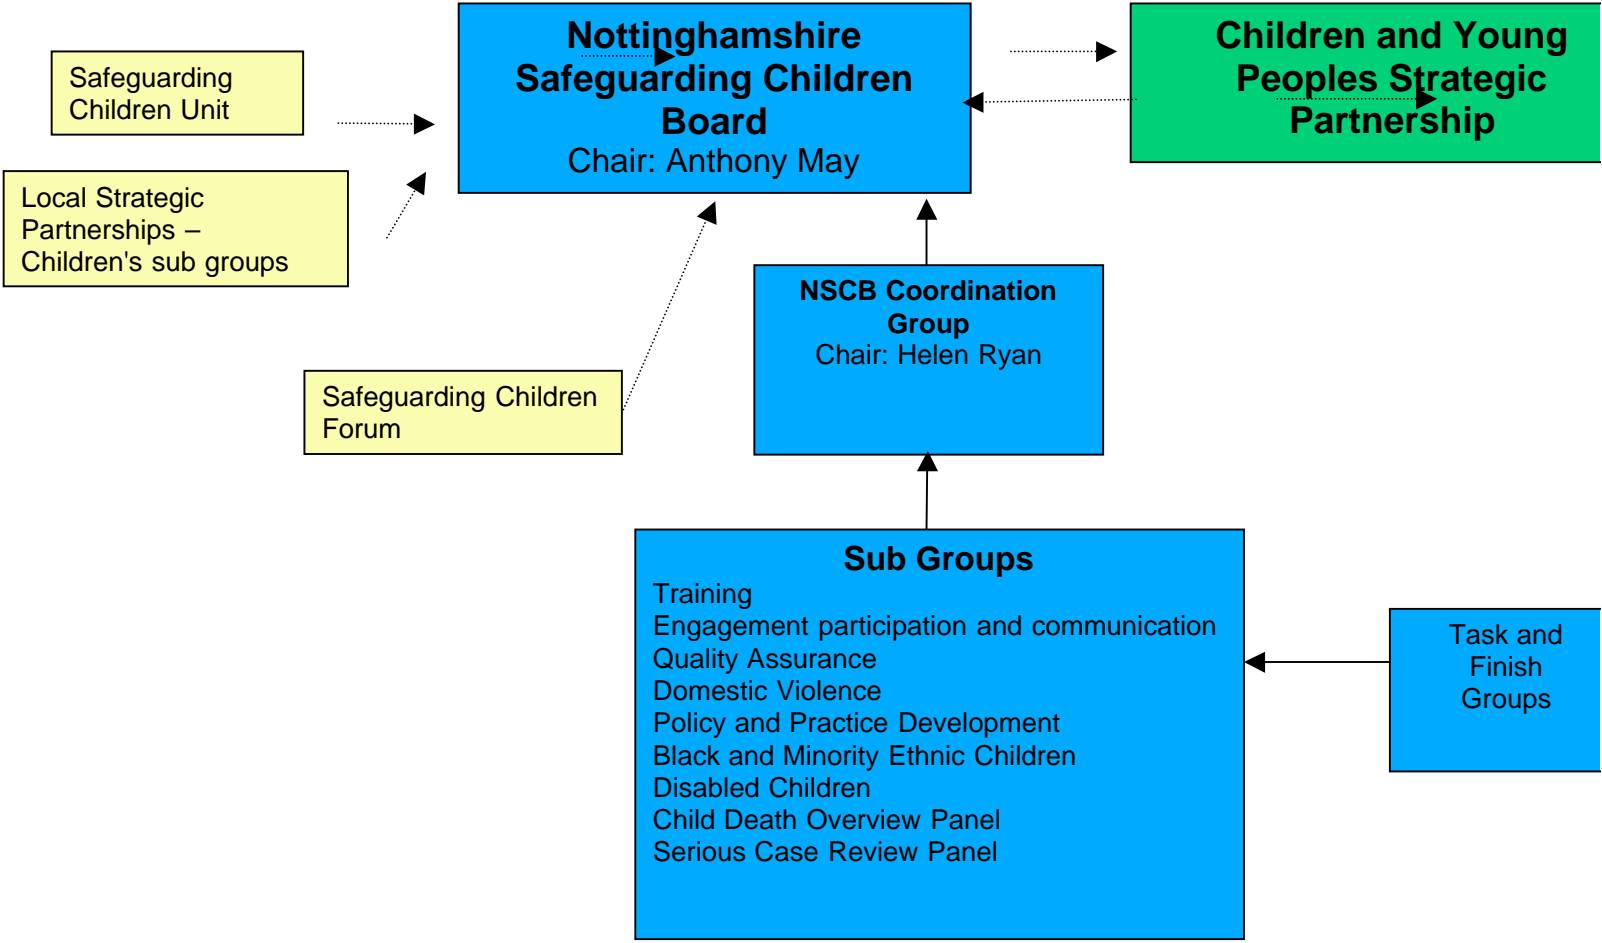 Nottinghamshire
Safeguarding Children
Board
Chair: Anthony May
Children and Young
Peoples Strategic
Partnership
Safeguarding
Children Unit
Local Strategic
Partnerships –
Children's sub groups
NSCB Coordination
Group
Chair: Helen Ryan
Safeguarding Children
Forum
Sub Groups
Training
Engagement participation and communication
Quality Assurance
Domestic Violence
Policy and Practice Development
Black and Minority Ethnic Children
Disabled Children
Child Death Overview Panel
Serious Case Review Panel
Task and
Finish
Groups